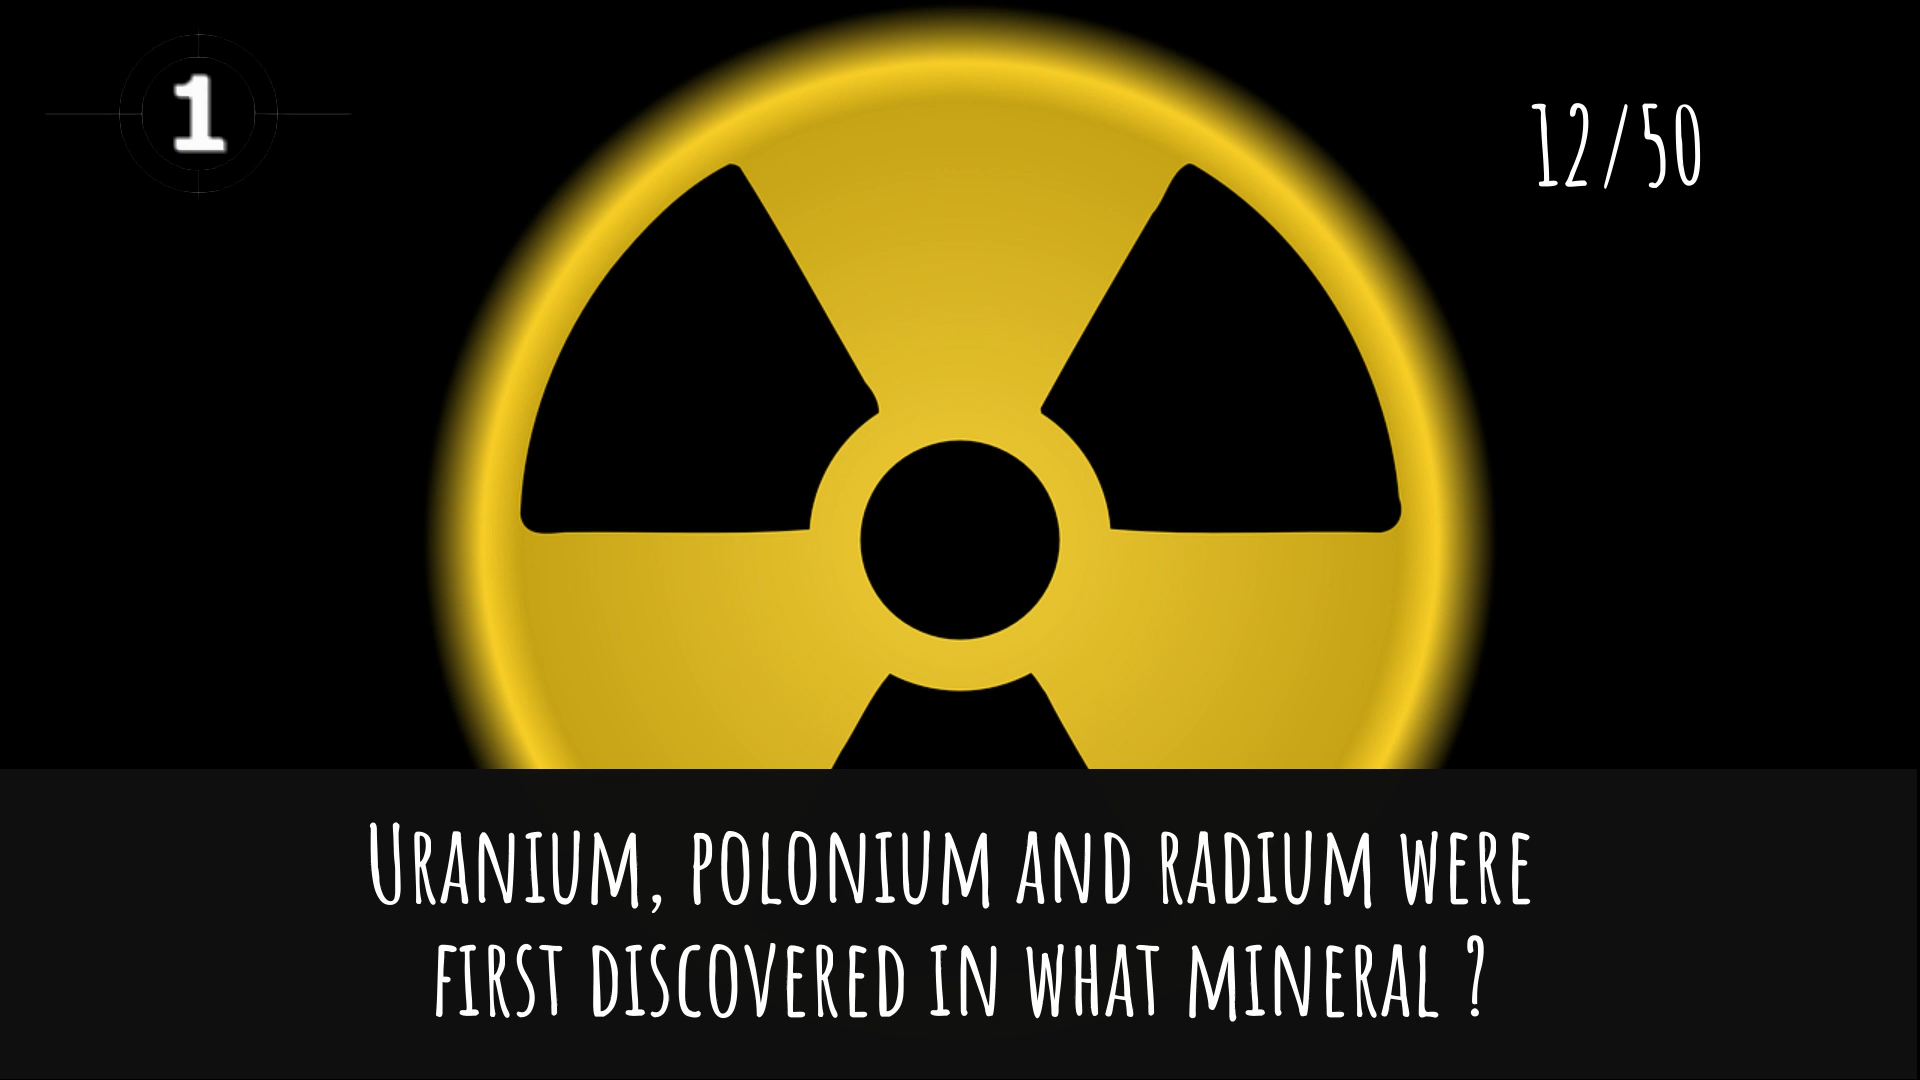 1
12/50
Uranium, polonium and radium were
first discovered in what mineral ?